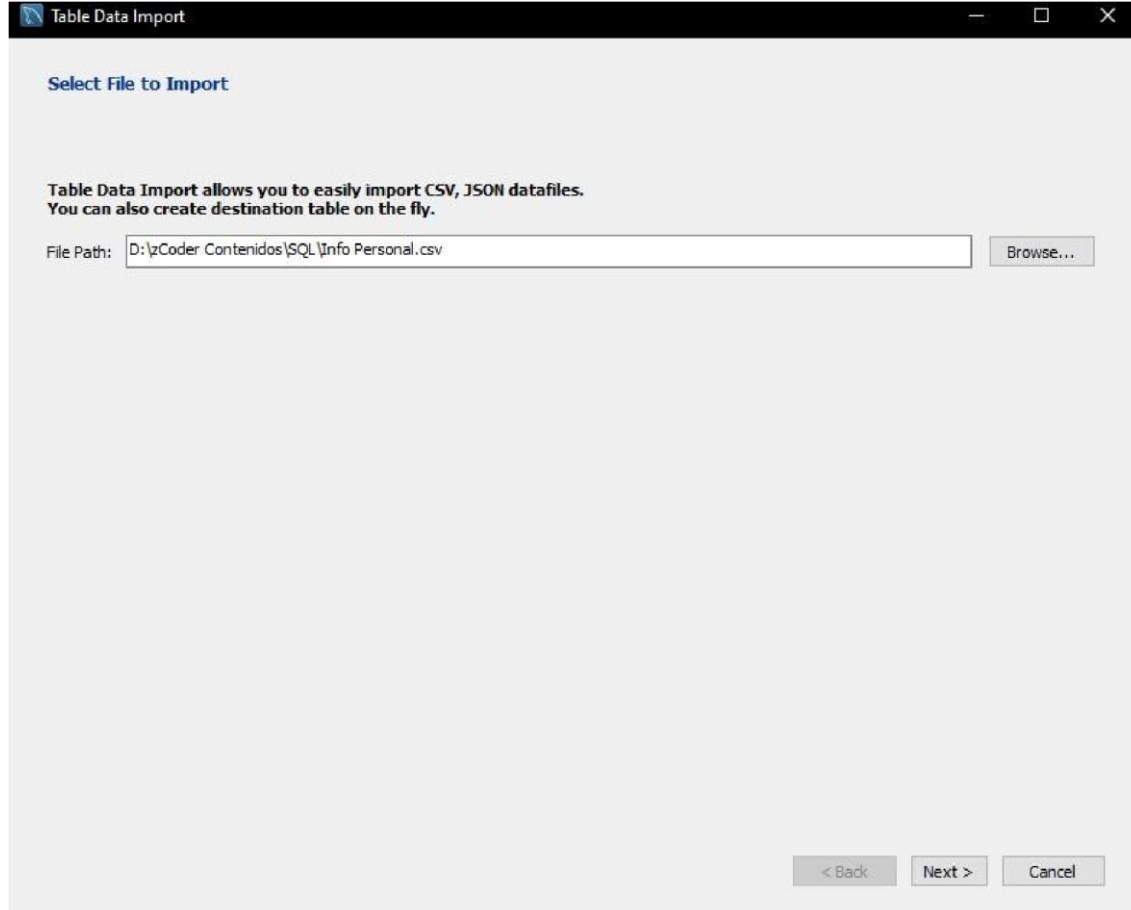 Table Data Import
Select File to Import
Table Data Import allows you to easily import CSV, JSON datafiles.
You can also create destination table on the fly.
File Path: D:\zCoder Contenidos\SQL\Info Personal.csv Browse...
< Back Next > Cancel